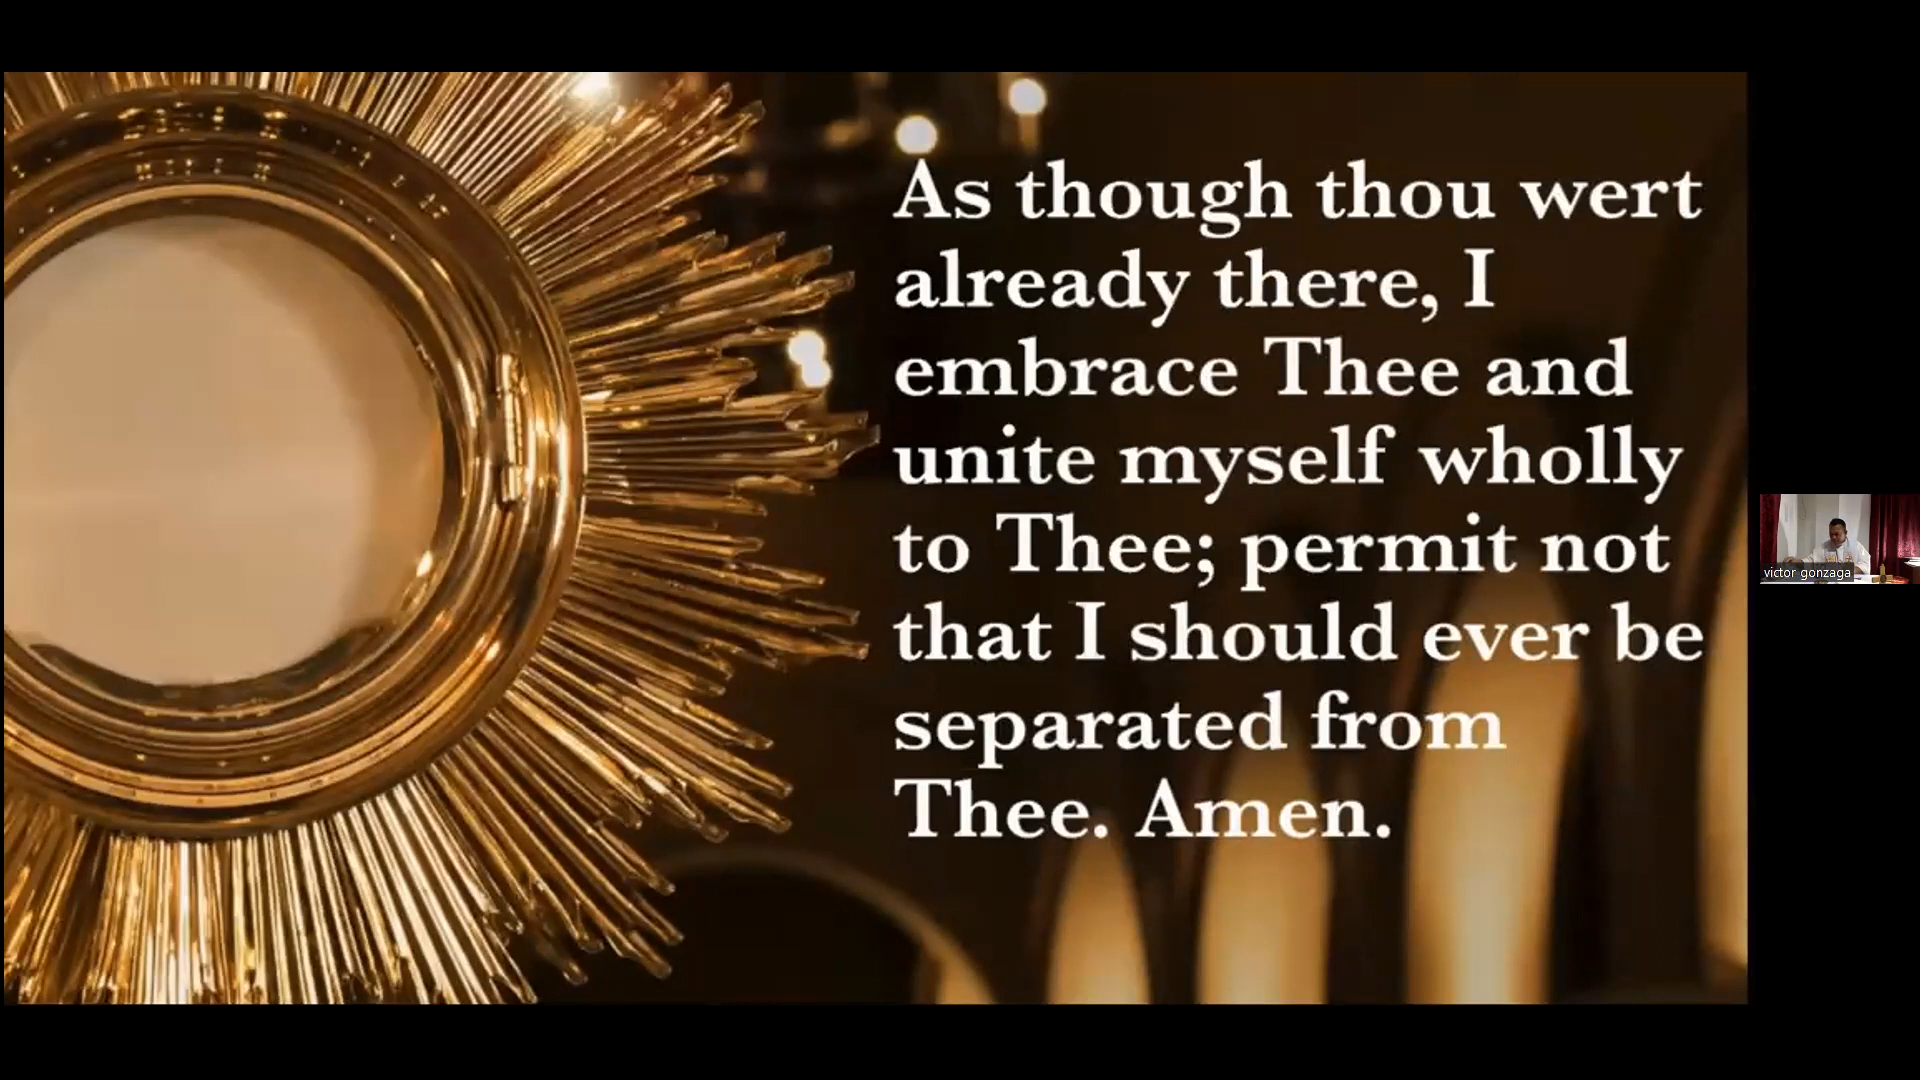 As though thou wert
already there, I
embrace Thee and
unite myself wholly
to Thee; permit not
that I should ever be
separated from
Thee. Amen.
victor gonzaga